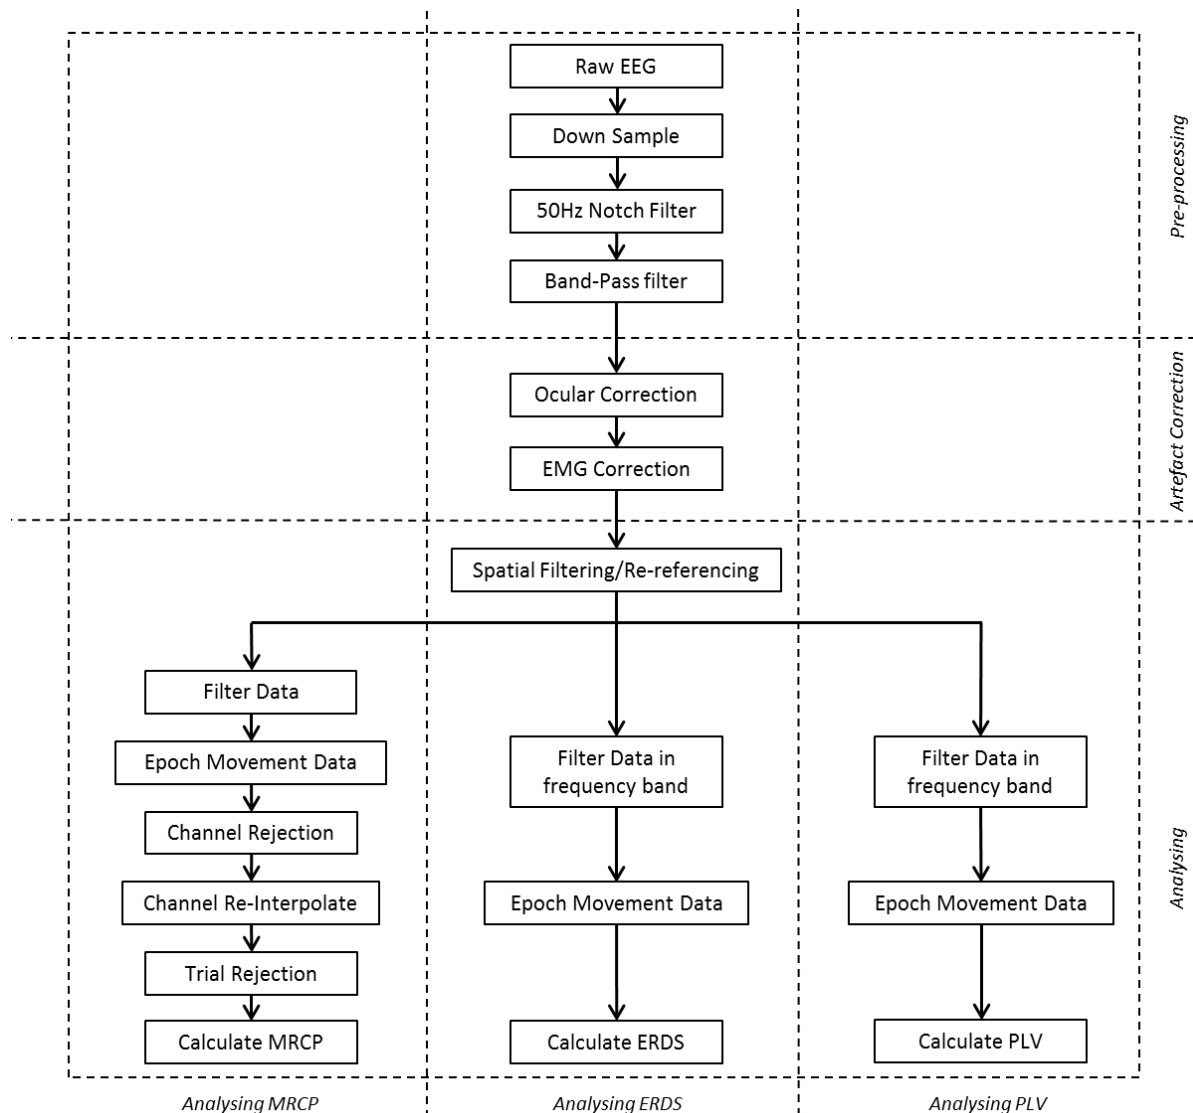 Raw EEG
Down Sample
50Hz Notch Filter
Band-Pass filter
Pre-processing
Ocular Correction
EMG Correction
Artefact Correction
Spatial Filtering/Re-referencing
Filter Data
Epoch Movement Data
Channel Rejection
Channel Re-Interpolate
Trial Rejection
Calculate MRCP
Filter Data in
frequency band
Epoch Movement Data
Calculate ERDS
Filter Data in
frequency band
Epoch Movement Data
Calculate PLV
Analysing
Analysing MRCP
Analysing ERDS
Analysing PLV